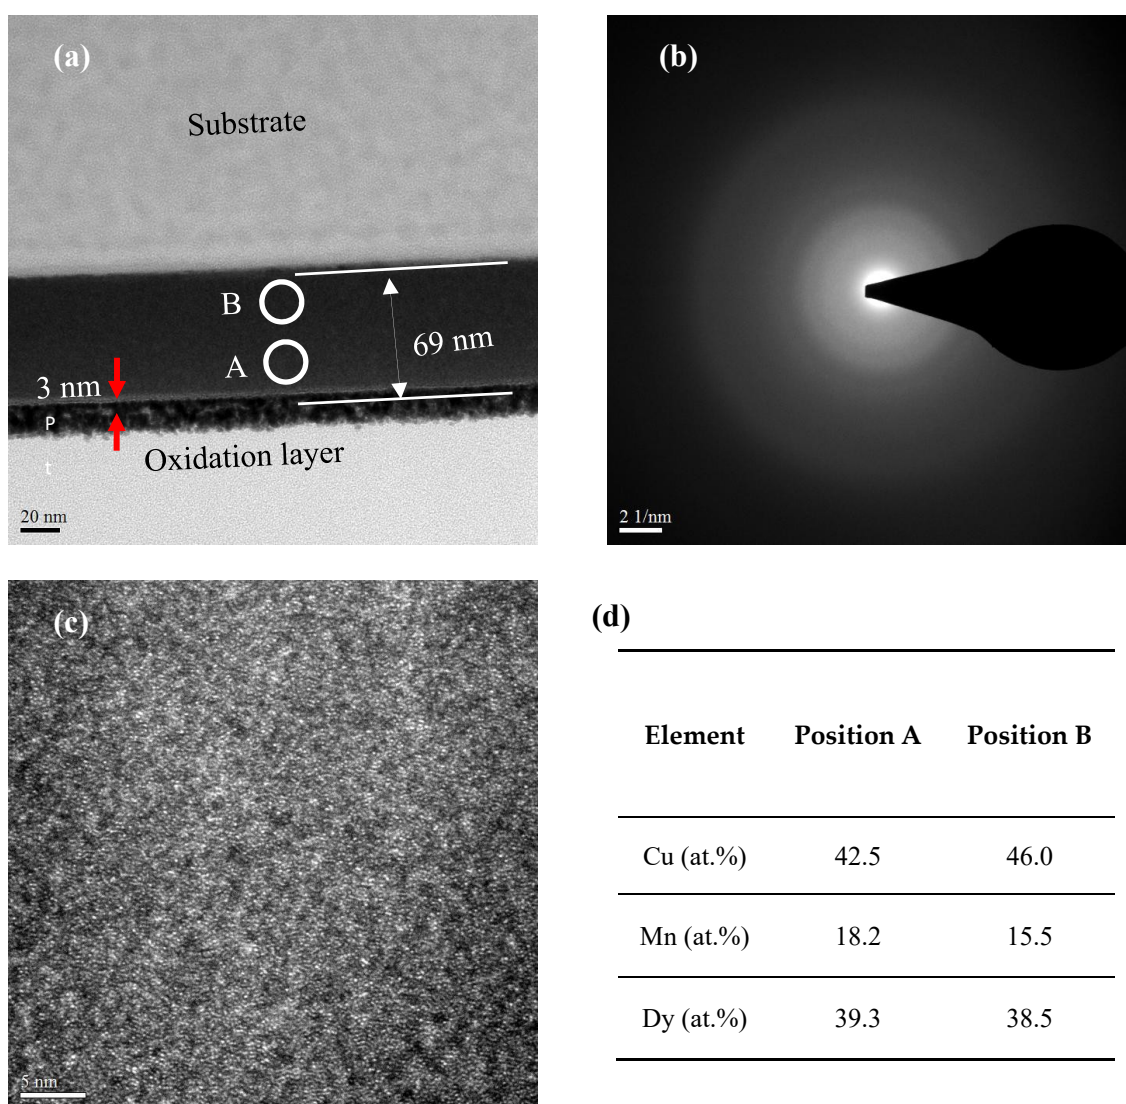 (a)
Substrate
B
69 nm
A
3 nm
P
t
Oxidation layer
20 nm
(b)
2 1/nm
(c)
5 nm
(d)
Element Position A Position B
Cu (at.%) 42.5 46.0
Mn (at.%) 18.2 15.5
Dy (at.%) 39.3 38.5